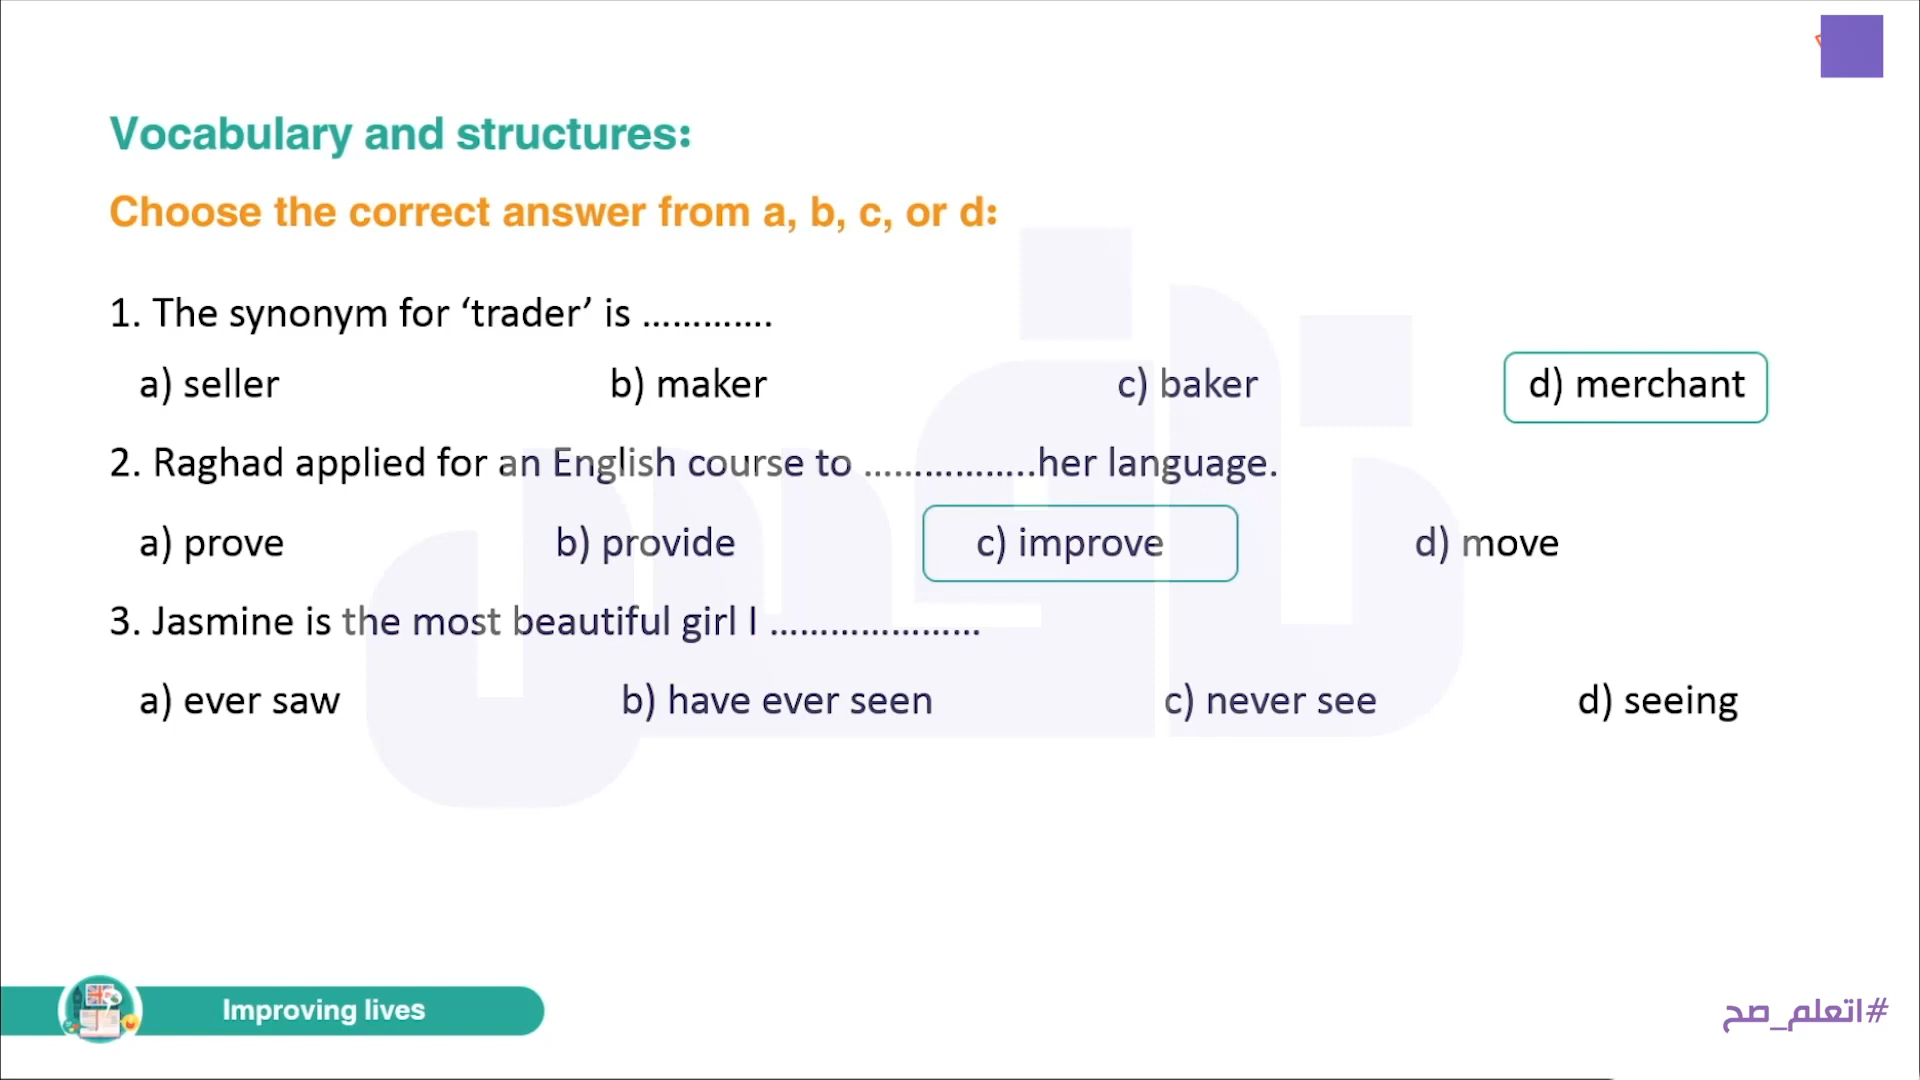 Vocabulary and structures:
Choose the correct answer from a, b, c, or d:
1. The synonym for ‘trader’ is ………….
a) seller b) maker c) baker d) merchant
2. Raghad applied for an English course to ……………..her language.
a) prove b) provide c) improve d) move
3. Jasmine is the most beautiful girl I …………………
a) ever saw b) have ever seen c) never see d) seeing
Improving lives
#اتعلم_صح